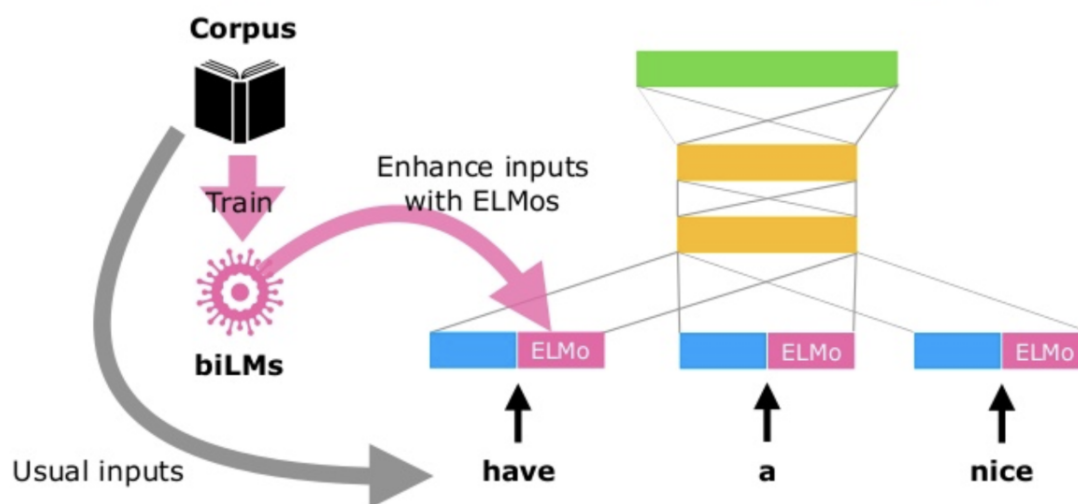 Corpus
Train
Enhance inputs
with ELMos
biLMs
ELMo
ELMo
ELMo
Usual inputs
have
a
nice